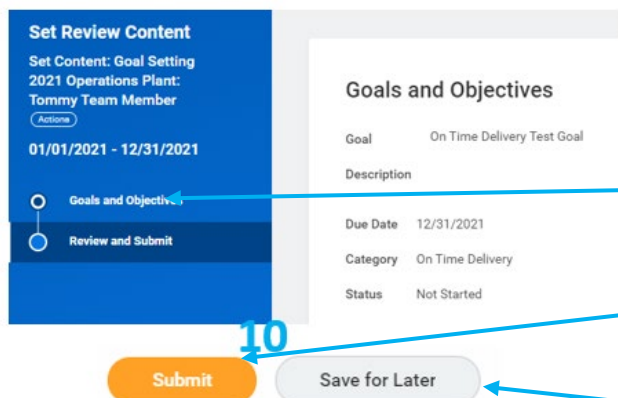 Set Review Content
Set Content: Goal Setting
2021 Operations Plant:
Tommy Team Member
Actions
01/01/2021 - 12/31/2021
Goals and Objectives
Review and Submit
Goals and Objectives
Goal On Time Delivery Test Goal
Description
Due Date 12/31/2021
Category On Time Delivery
Status Not Started
10
Submit
Save for Later